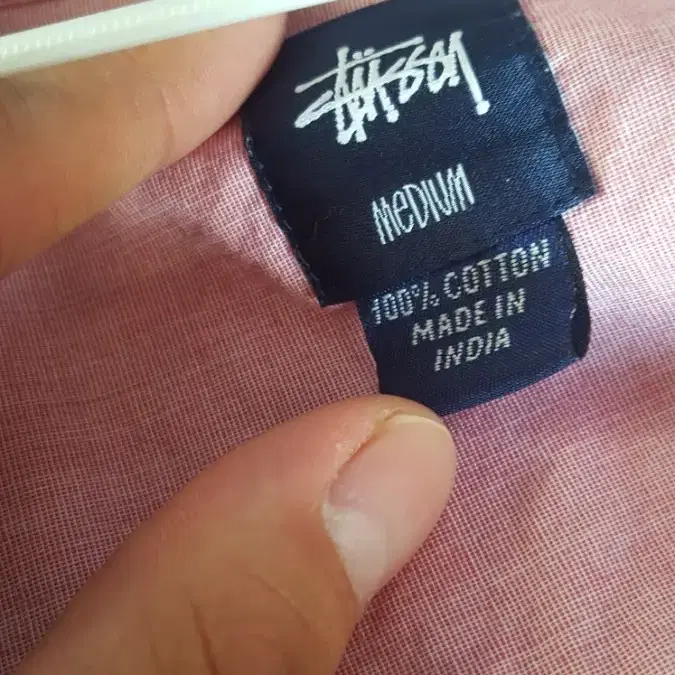 Stüssy
MEDIUM
100% COTTON
MADE IN
INDIA